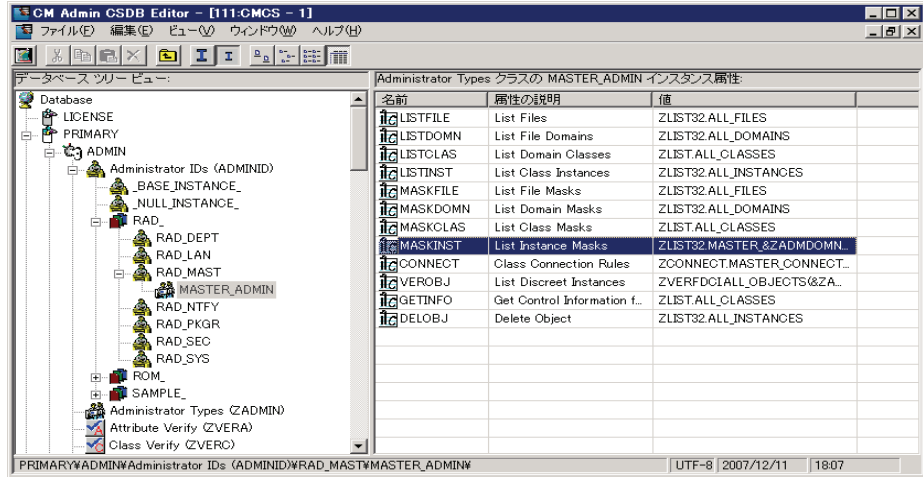 CM Admin CSDB Editor - [111:CMCS - 1]
ファイル(F) 編集(E) ビュー(V) ウィンドウ(W) ヘルプ(H)
データベース ツリー ビュー:
Database
LICENSE
PRIMARY
ADMIN
Administrator IDs (ADMINID)
_BASE_INSTANCE_
_NULL_INSTANCE_
RAD_
RAD_DEPT
RAD_LAN
RAD_MAST
MASTER_ADMIN
RAD_NTFY
RAD_PKGR
RAD_SEC
RAD_SYS
ROM_
SAMPLE_
Administrator Types (ZADMIN)
Attribute Verify (ZVERA)
Class Verify (ZVERC)
Administrator Types クラスの MASTER_ADMIN インスタンス属性:
名前 属性の説明 値
LISTFILE List Files ZLIST32.ALL_FILES
LISTDOMN List File Domains ZLIST32.ALL_DOMAINS
LISTCLAS List Domain Classes ZLIST.ALL_CLASSES
LISTINST List Class Instances ZLIST32.ALL_INSTANCES
MASKFILE List File Masks ZLIST32.ALL_FILES
MASKDOMN List Domain Masks ZLIST32.ALL_DOMAINS
MASKCLAS List Class Masks ZLIST.ALL_CLASSES
MASKINST List Instance Masks ZLIST32.MASTER_&ZADMDOMN...
CONNECT Class Connection Rules ZCONNECT.MASTER_CONNECT...
VEROBJ List Discreet Instances ZVERFDCI.ALL_OBJECTS(&ZA...
GETINFO Get Control Information f... ZLIST.ALL_CLASSES
DELOBJ Delete Object ZLIST32.ALL_INSTANCES
PRIMARY¥ADMIN¥Administrator IDs (ADMINID)¥RAD_MAST¥MASTER_ADMIN¥ UTF-8 2007/12/11 18:07